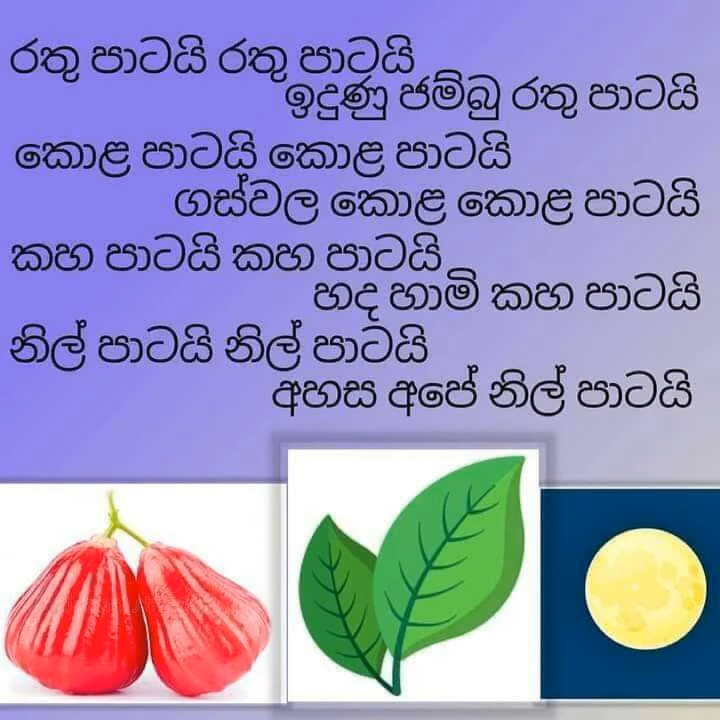 රතු පාටයි රතු පාටයි
ඉදුණු ජම්බු රතු පාටයි
කොළ පාටයි කොළ පාටයි
ගස්වල කොළ කොළ පාටයි
කහ පාටයි කහ පාටයි
හද හාමි කහ පාටයි
නිල් පාටයි නිල් පාටයි
අහස අපේ නිල් පාටයි